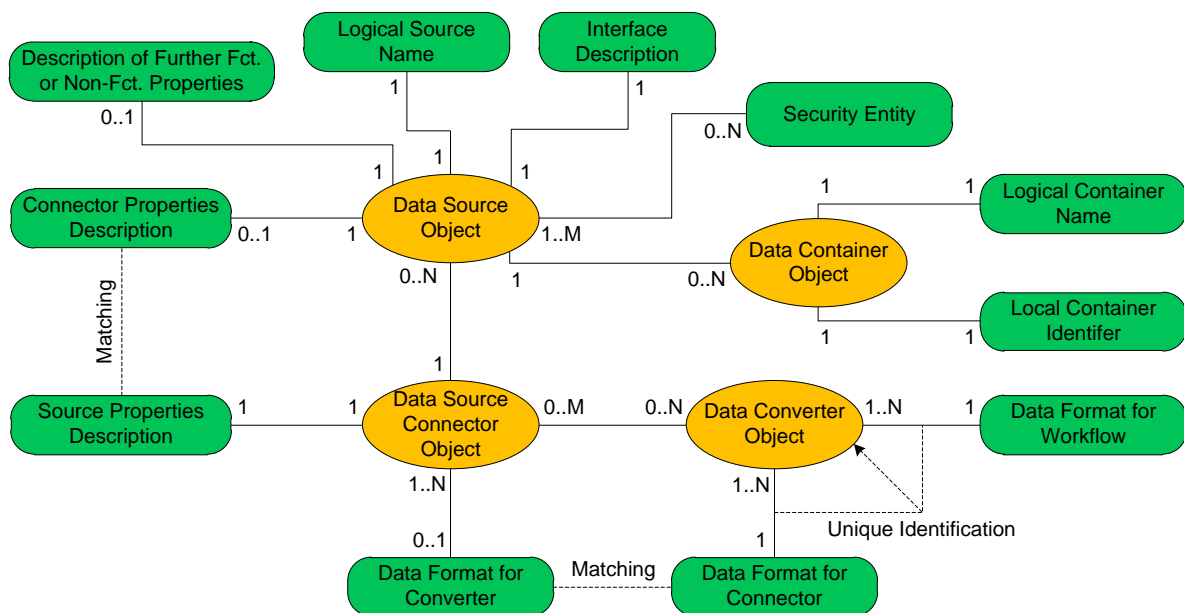 Logical Source
Name
Interface
Description
Description of Further Fct.
or Non-Fct. Properties
Security Entity
0..1
1
1
0..N
1
1
1
Connector Properties
Description
0..1
1
Data Source
Object
1..M
0..N
1
0..N
Data Container
Object
1
1
Logical Container
Name
1
1
Local Container
Identifer
Matching
1
Source Properties
Description
1
1
Data Source
Connector
Object
0..M
0..N
Data Converter
Object
1..N
1
Data Format for
Workflow
1..N
1..N
Unique Identification
0..1
1
Data Format for
Converter
Matching
Data Format for
Connector